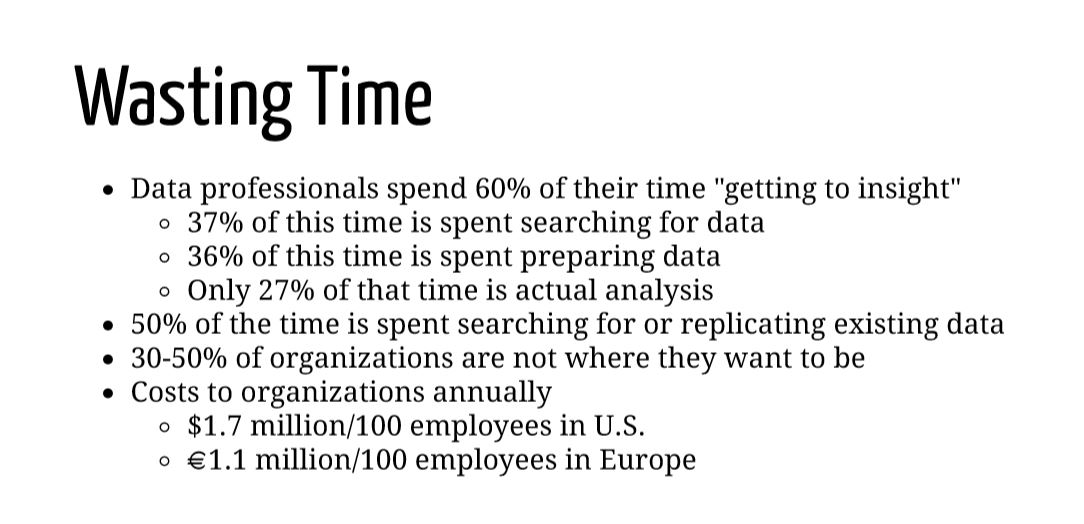 Wasting Time
• Data professionals spend 60% of their time "getting to insight"
◦ 37% of this time is spent searching for data
◦ 36% of this time is spent preparing data
◦ Only 27% of that time is actual analysis
• 50% of the time is spent searching for or replicating existing data
• 30-50% of organizations are not where they want to be
• Costs to organizations annually
◦ $1.7 million/100 employees in U.S.
◦ €1.1 million/100 employees in Europe